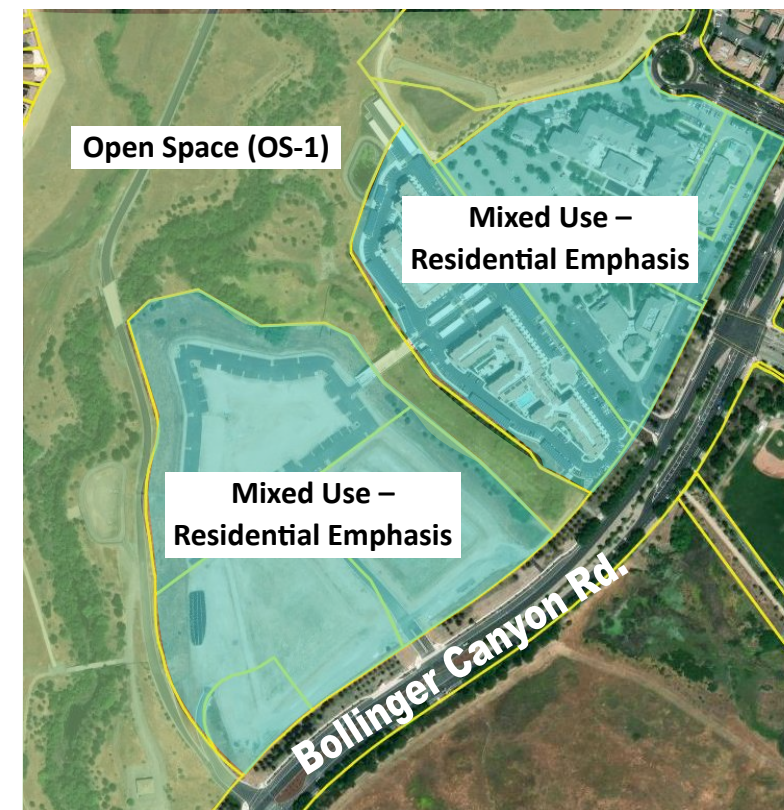 Open Space (OS-1)
Mixed Use –
Residential Emphasis
Mixed Use –
Residential Emphasis
Bollinger Canyon Rd.